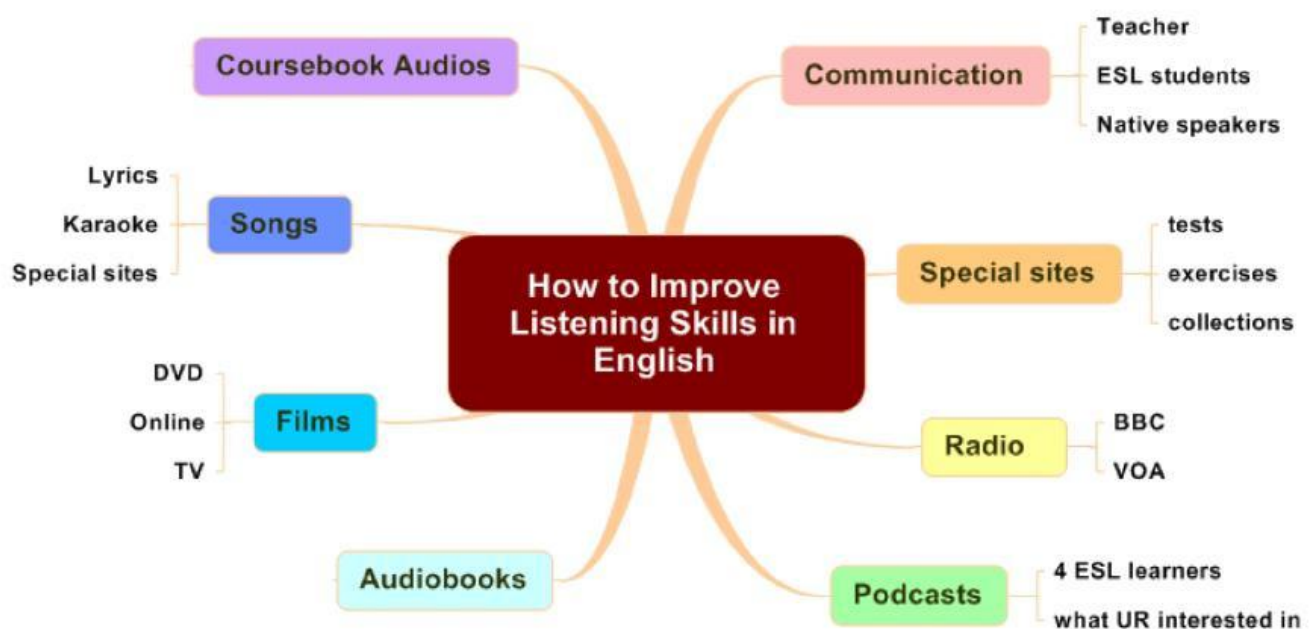 Coursebook Audios
Communication
Teacher
ESL students
Native speakers
Songs
Lyrics
Karaoke
Special sites
How to Improve
Listening Skills in
English
Special sites
tests
exercises
collections
Films
DVD
Online
TV
Radio
BBC
VOA
Audiobooks
Podcasts
4 ESL learners
what UR interested in